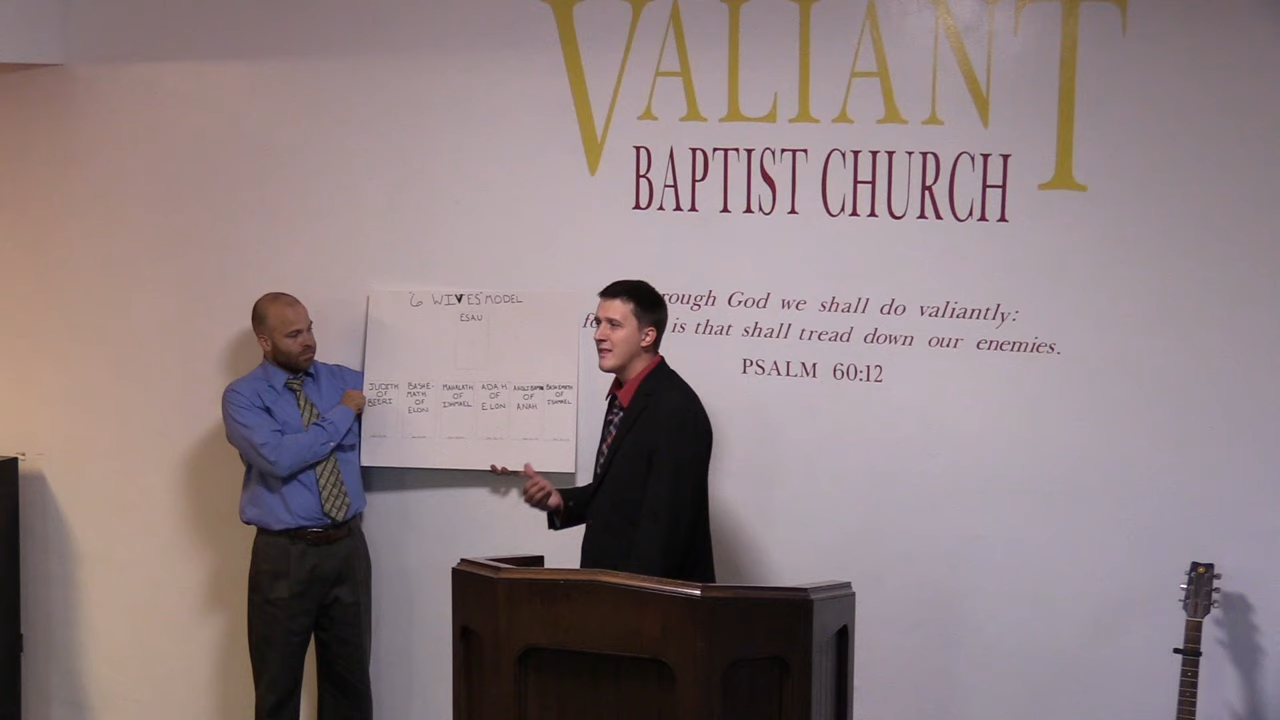 VALIANT
BAPTIST CHURCH
rough God we shall do valiantly:
is that shall tread down our enemies.
PSALM 60:12
6 WIVES" MODEL
ESAU
JUDITH
OF
BEERI
BASHE-
MATH
OF
ELON
MAHALATH
OF
ISHMAEL
ADAH
OF
ELON
OF
ANAH
BASHEMATH
OF
ISHMAEL